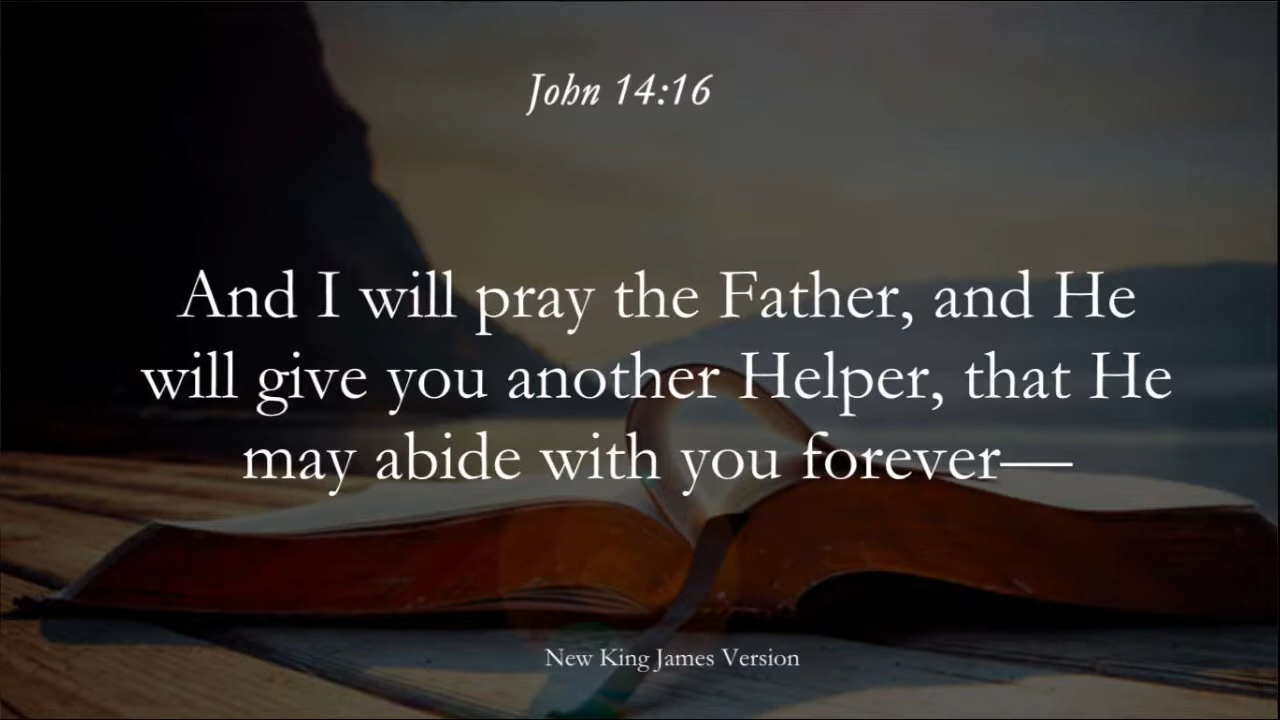 John 14:16
And I will pray the Father, and He
will give you another Helper, that He
may abide with you forever—
New King James Version